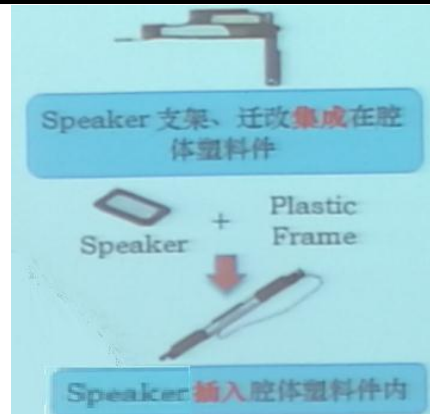 Speaker 支架、迁改集成在腔
体塑料件
Speaker
+
Plastic
Frame
Speaker 插入腔体塑料件内